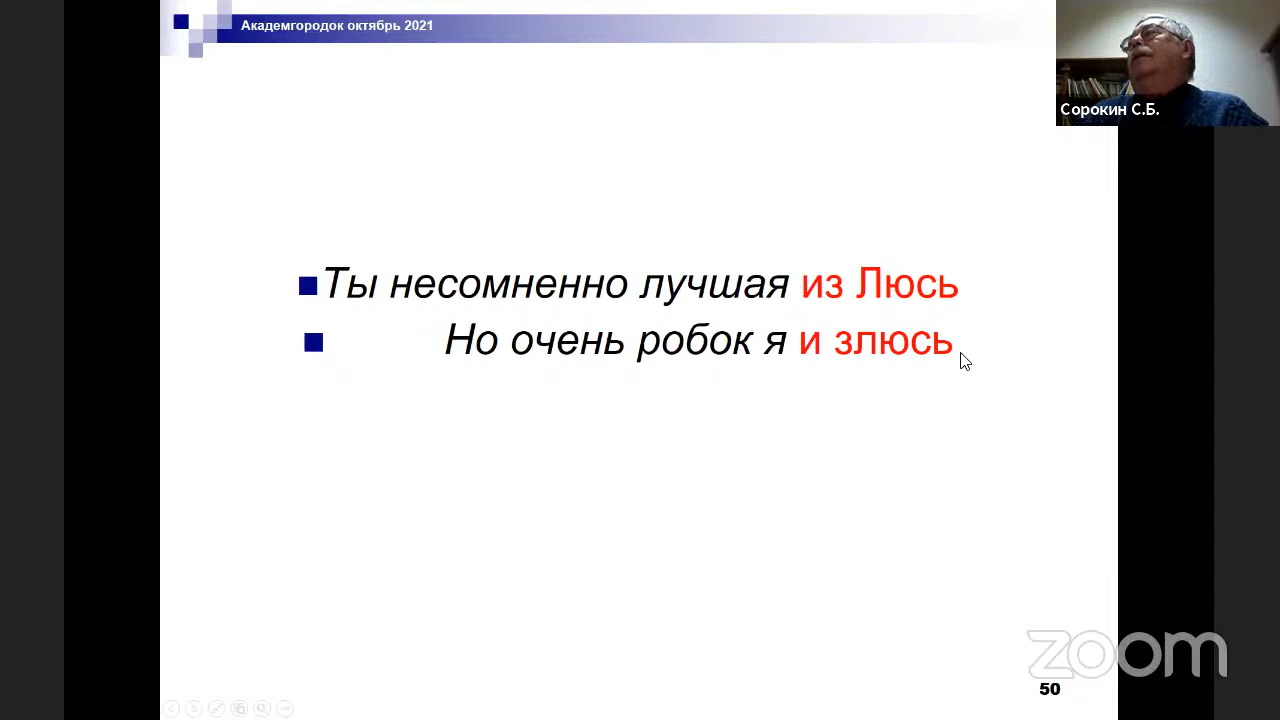 Академгородок октябрь 2021
Сорокин С.Б.
Ты несомненно лучшая из Люсь
Но очень робок я и злюсь
zoom
50